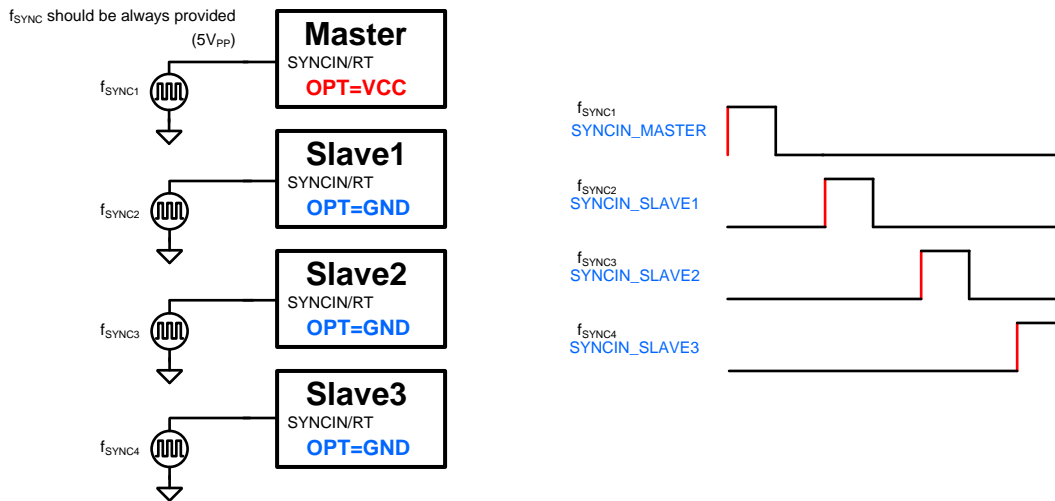 fSYNC should be always provided
(5VPP)
Master
SYNCIN/RT
OPT=VCC
fSYNC1
Slave1
SYNCIN/RT
OPT=GND
fSYNC2
Slave2
SYNCIN/RT
OPT=GND
fSYNC3
Slave3
SYNCIN/RT
OPT=GND
fSYNC4
fSYNC1
SYNCIN_MASTER
fSYNC2
SYNCIN_SLAVE1
fSYNC3
SYNCIN_SLAVE2
fSYNC4
SYNCIN_SLAVE3